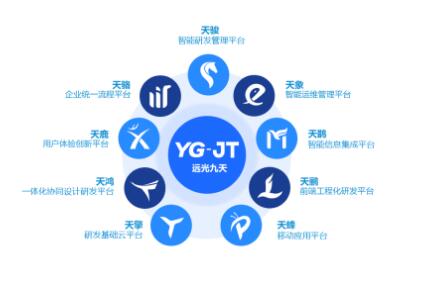 天骏
智能研发管理平台
天骆
企业统一流程平台
天象
智能运维管理平台
天鹿
用户体验创新平台
YG-JT
远光九天
天鹊
智能信息集成平台
天鸿
一体化协同设计研发平台
天鹂
前端工程化研发平台
天擎
研发基础云平台
天蜂
移动应用平台